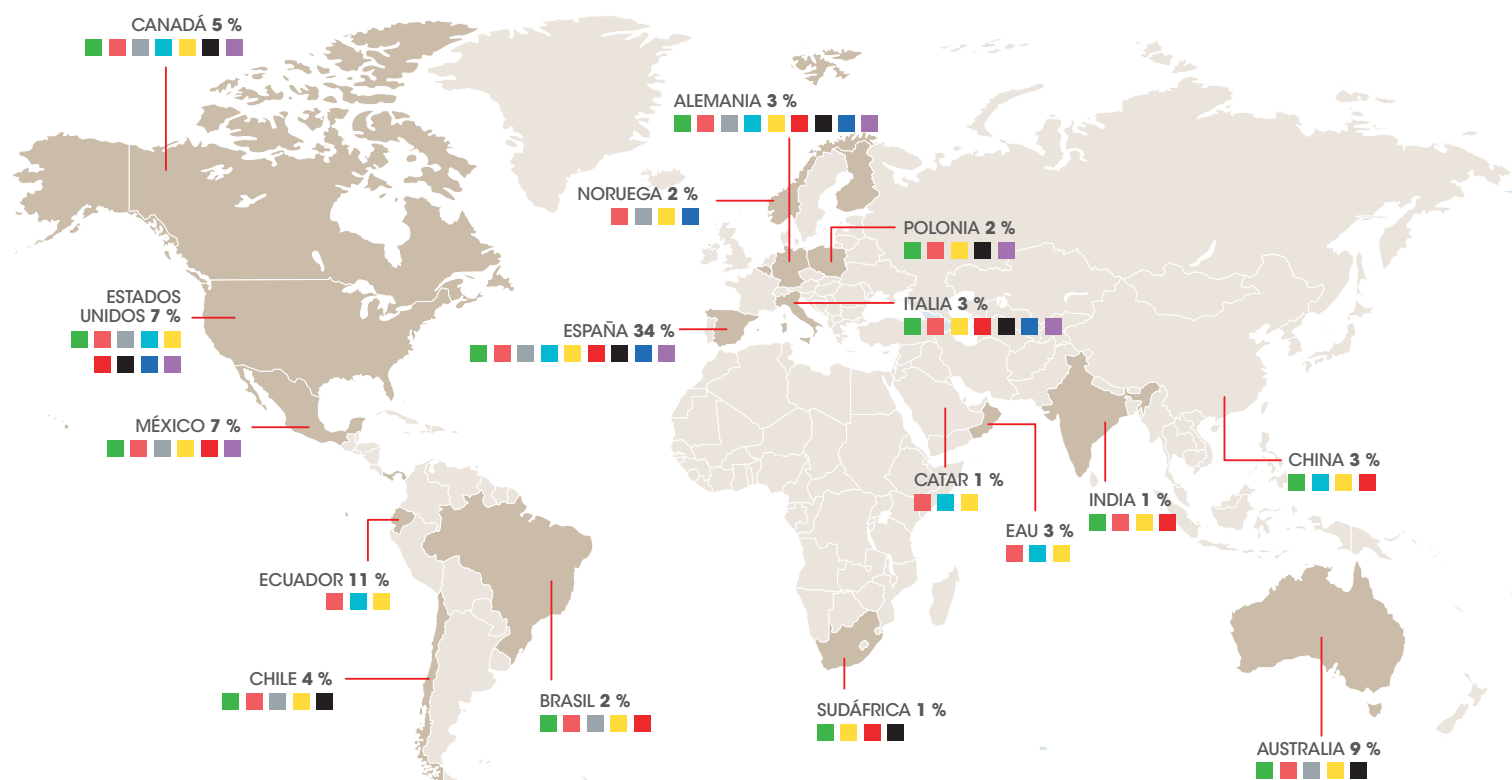 CANADÁ 5 %
ALEMANIA 3 %
NORUEGA 2 %
POLONIA 2 %
ESTADOS
UNIDOS 7 %
ITALIA 3 %
ESPAÑA 34 %
MÉXICO 7 %
CHINA 3 %
CATAR 1 %
INDIA 1 %
EAU 3 %
ECUADOR 11 %
CHILE 4 %
BRASIL 2 %
SUDÁFRICA 1 %
AUSTRALIA 9 %